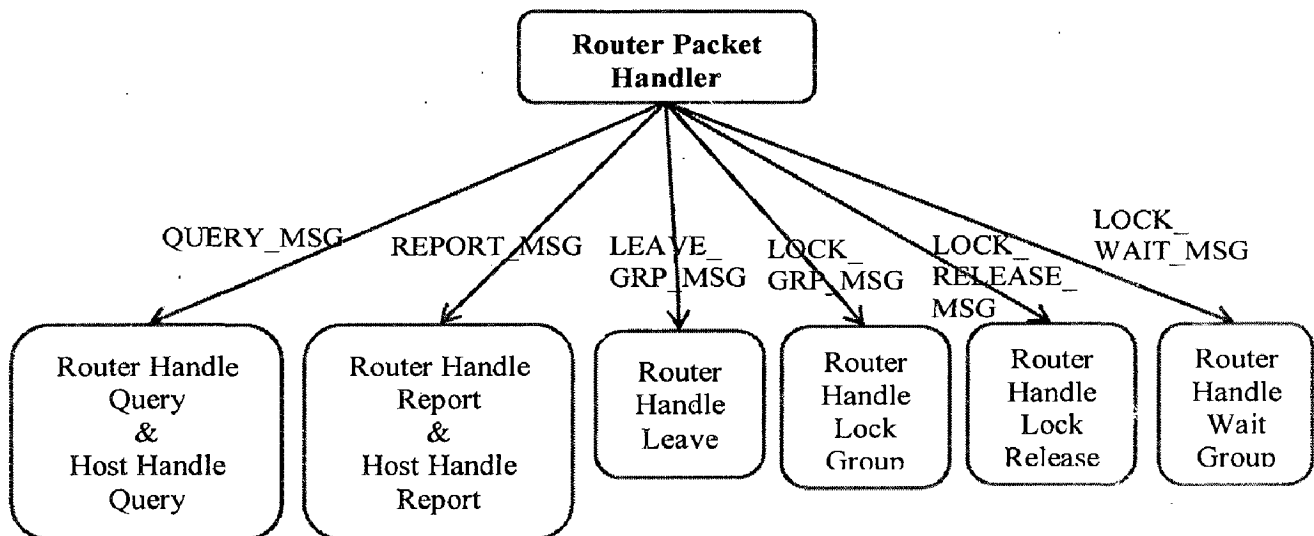 Router Packet
Handler
QUERY_MSG
REPORT_MSG
LEAVE_
GRP_MSG
LOCK_
GRP_MSG
LOCK_
RELEASE_
MSG
LOCK_
WAIT_MSG
Router Handle
Query
&
Host Handle
Query
Router Handle
Report
&
Host Handle
Report
Router
Handle
Leave
Router
Handle
Lock
Group
Router
Handle
Lock
Release
Router
Handle
Wait
Group